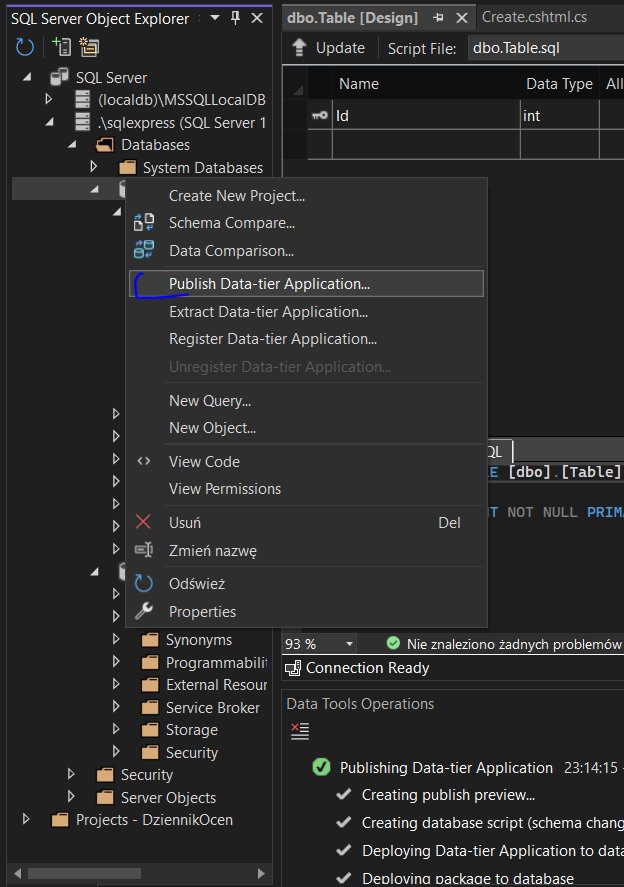 SQL Server Object Explorer
SQL Server
(localdb)\MSSQLLocalDB
.\sqlexpress (SQL Server 1
Databases
System Databases
Create New Project...
Schema Compare...
Data Comparison...
Publish Data-tier Application...
Extract Data-tier Application...
Register Data-tier Application...
Unregister Data-tier Application...
New Query...
New Object...
View Code
View Permissions
Usuń Del
Zmień nazwę
Odśwież
Properties
Synonyms
Programmabilit
External Resour
Service Broker
Storage
Security
Security
Server Objects
Projects - DziennikOcen
dbo.Table [Design]
Create.cshtml.cs
Update
Script File:
dbo.Table.sql
Name Data Type All
Id int
QL
E [dbo].[Table]
T NOT NULL PRIMA
93 %
Nie znaleziono żadnych problemów
Connection Ready
Data Tools Operations
Publishing Data-tier Application 23:14:15 -
Creating publish preview...
Creating database script (schema chang
Deploying Data-tier Application to data
Deploying package to database